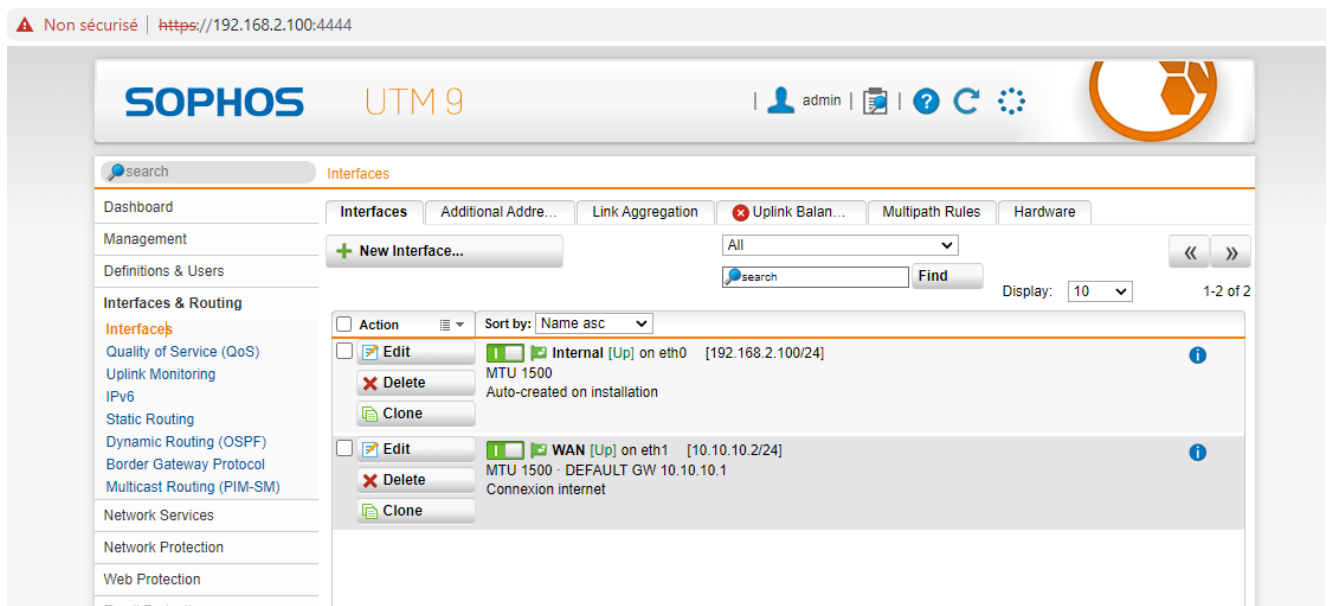 Non sécurisé | https://192.168.2.100:4444
SOPHOS UTM 9
| admin | |
search
Interfaces
Dashboard
Management
Definitions & Users
Interfaces & Routing
Interfaces
Quality of Service (QoS)
Uplink Monitoring
IPv6
Static Routing
Dynamic Routing (OSPF)
Border Gateway Protocol
Multicast Routing (PIM-SM)
Network Services
Network Protection
Web Protection
Interfaces Additional Addre... Link Aggregation Uplink Balan... Multipath Rules Hardware
New Interface...
All
search Find
Display: 10 1-2 of 2
Action Sort by: Name asc
Edit
Delete
Clone
Internal [Up] on eth0 [192.168.2.100/24]
MTU 1500
Auto-created on installation
Edit
Delete
Clone
WAN [Up] on eth1 [10.10.10.2/24]
MTU 1500 · DEFAULT GW 10.10.10.1
Connexion internet